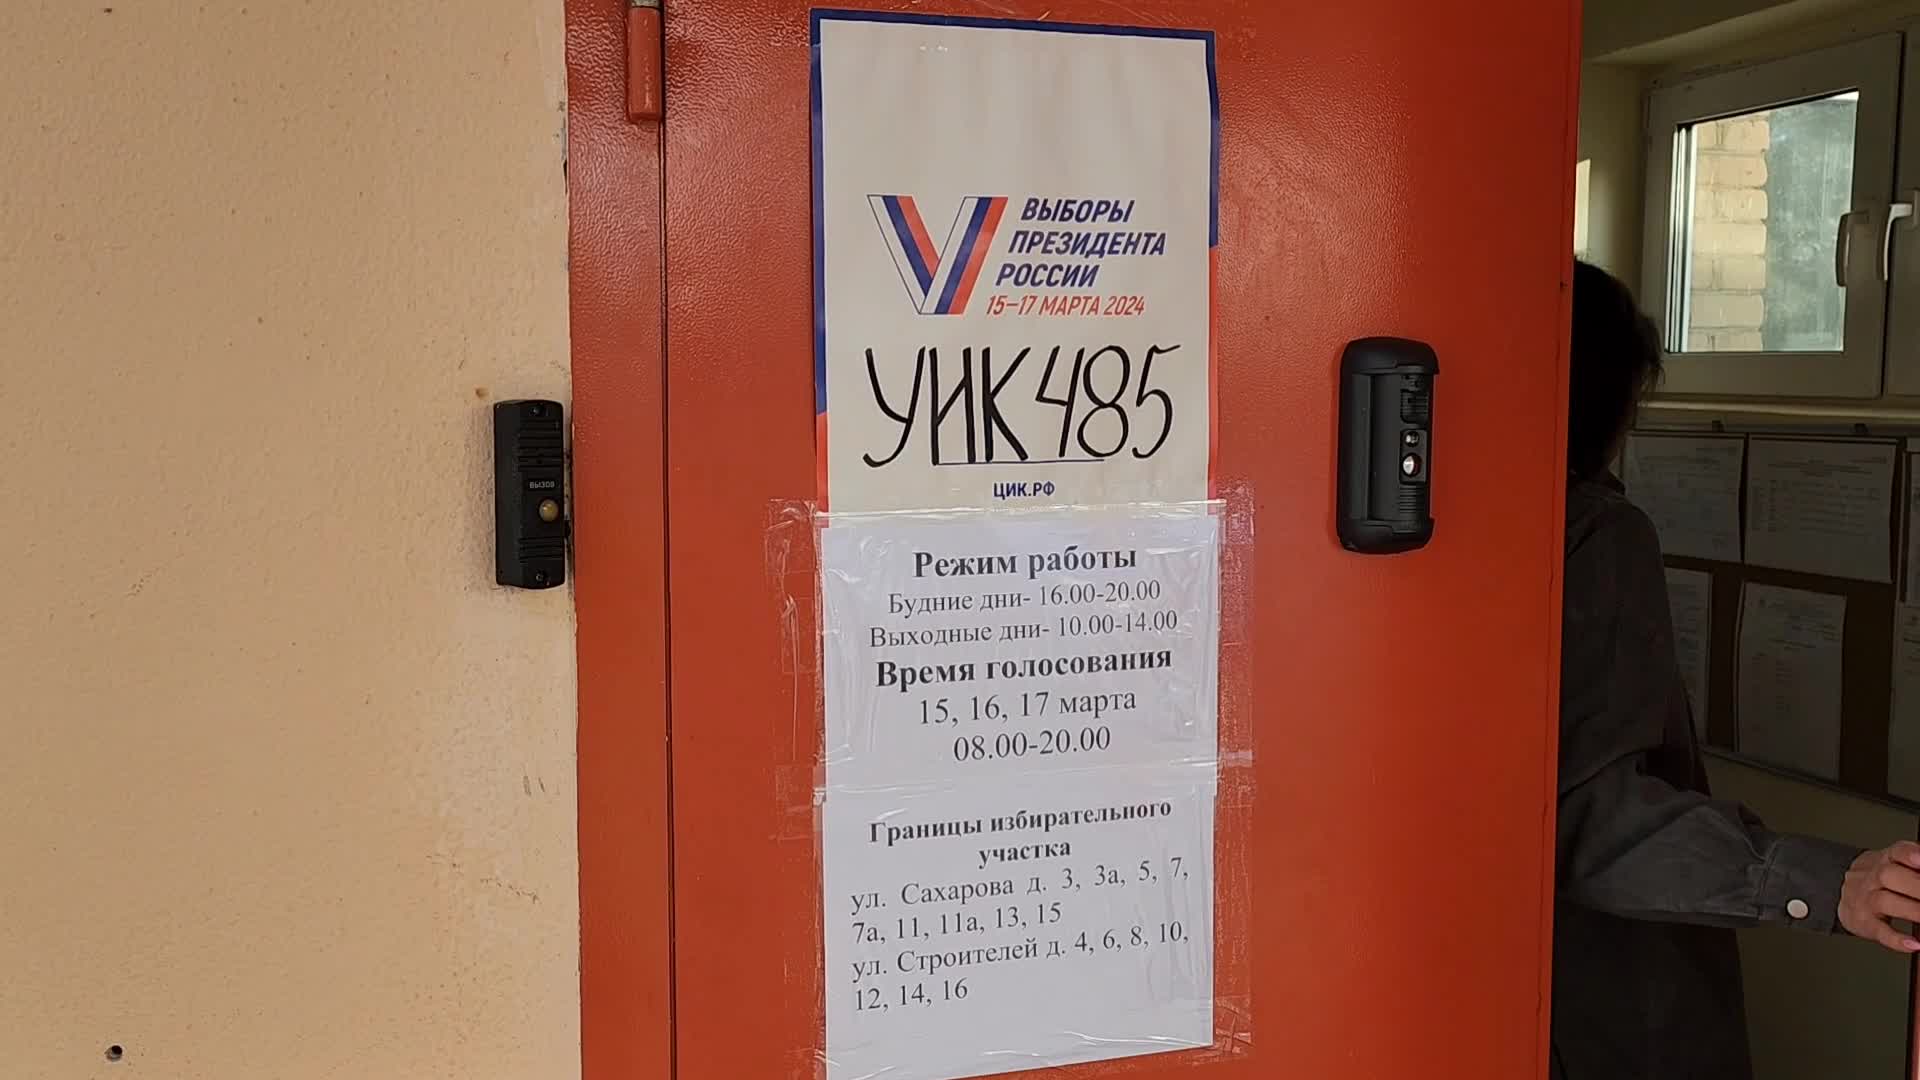 ВЫБОРЫ
ПРЕЗИДЕНТА
РОССИИ
15–17 МАРТА 2024
УИК 485
ЦИК.РФ
ВЫЗОВ
Режим работы
Будние дни- 16.00-20.00
Выходные дни- 10.00-14.00
Время голосования
15, 16, 17 марта
08.00-20.00
Границы избирательного
участка
ул. Сахарова д. 3, 3а, 5, 7,
7а, 11, 11а, 13, 15
ул. Строителей д. 4, 6, 8, 10,
12, 14, 16